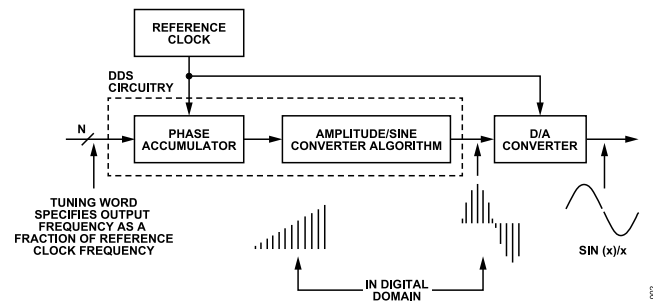 REFERENCE
CLOCK
DDS
CIRCUITRY
N
PHASE
ACCUMULATOR
AMPLITUDE/SINE
CONVERTER ALGORITHM
D/A
CONVERTER
TUNING WORD
SPECIFIES OUTPUT
FREQUENCY AS A
FRACTION OF REFERENCE
CLOCK FREQUENCY
IN DIGITAL
DOMAIN
SIN (x)/x
002